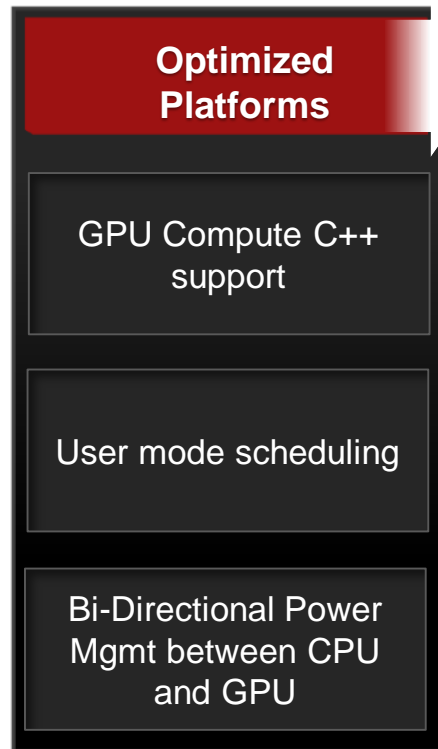 Optimized
Platforms
GPU Compute C++
support
User mode scheduling
Bi-Directional Power
Mgmt between CPU
and GPU